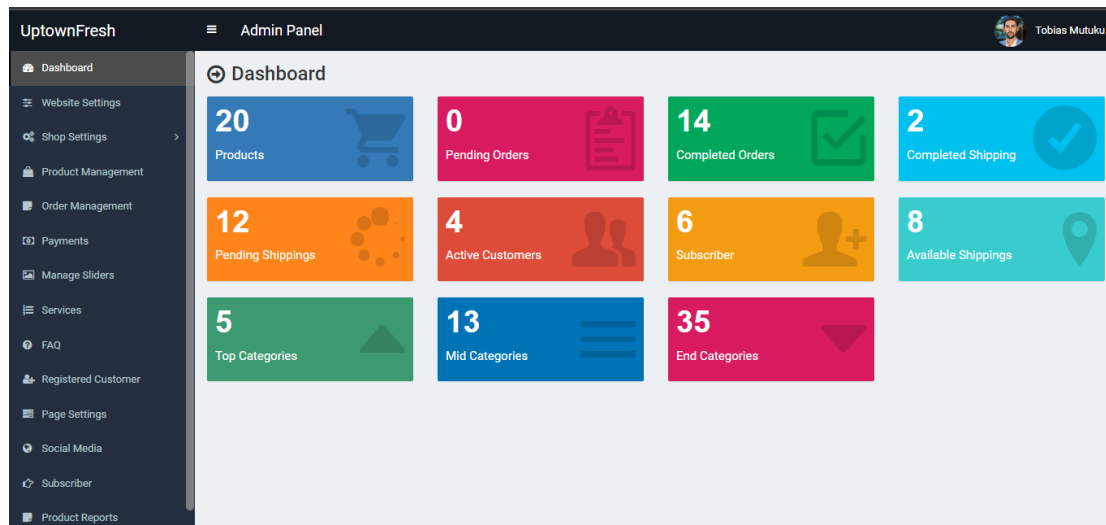 UptownFresh
Admin Panel
Tobias Mutuku
Dashboard
Website Settings
Shop Settings
Product Management
Order Management
Payments
Manage Sliders
Services
FAQ
Registered Customer
Page Settings
Social Media
Subscriber
Product Reports
Dashboard
20
Products
0
Pending Orders
14
Completed Orders
2
Completed Shipping
12
Pending Shippings
4
Active Customers
6
Subscriber
8
Available Shippings
5
Top Categories
13
Mid Categories
35
End Categories